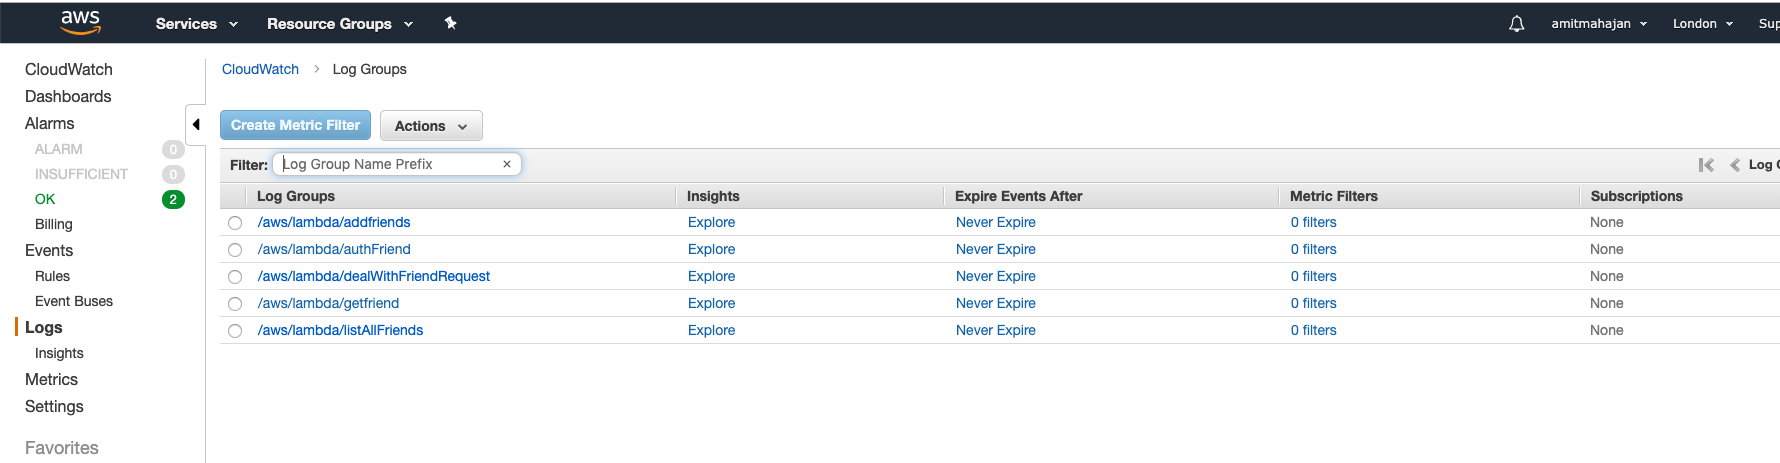 aws Services Resource Groups amitmahajan London Sup
CloudWatch
Dashboards
Alarms
ALARM 0
INSUFFICIENT 0
OK 2
Billing
Events
Rules
Event Buses
Logs
Insights
Metrics
Settings
Favorites
CloudWatch > Log Groups
Create Metric Filter Actions
Filter: Log Group Name Prefix × Log G
Log Groups Insights Expire Events After Metric Filters Subscriptions
/aws/lambda/addfriends Explore Never Expire 0 filters None
/aws/lambda/authFriend Explore Never Expire 0 filters None
/aws/lambda/dealWithFriendRequest Explore Never Expire 0 filters None
/aws/lambda/getfriend Explore Never Expire 0 filters None
/aws/lambda/listAllFriends Explore Never Expire 0 filters None